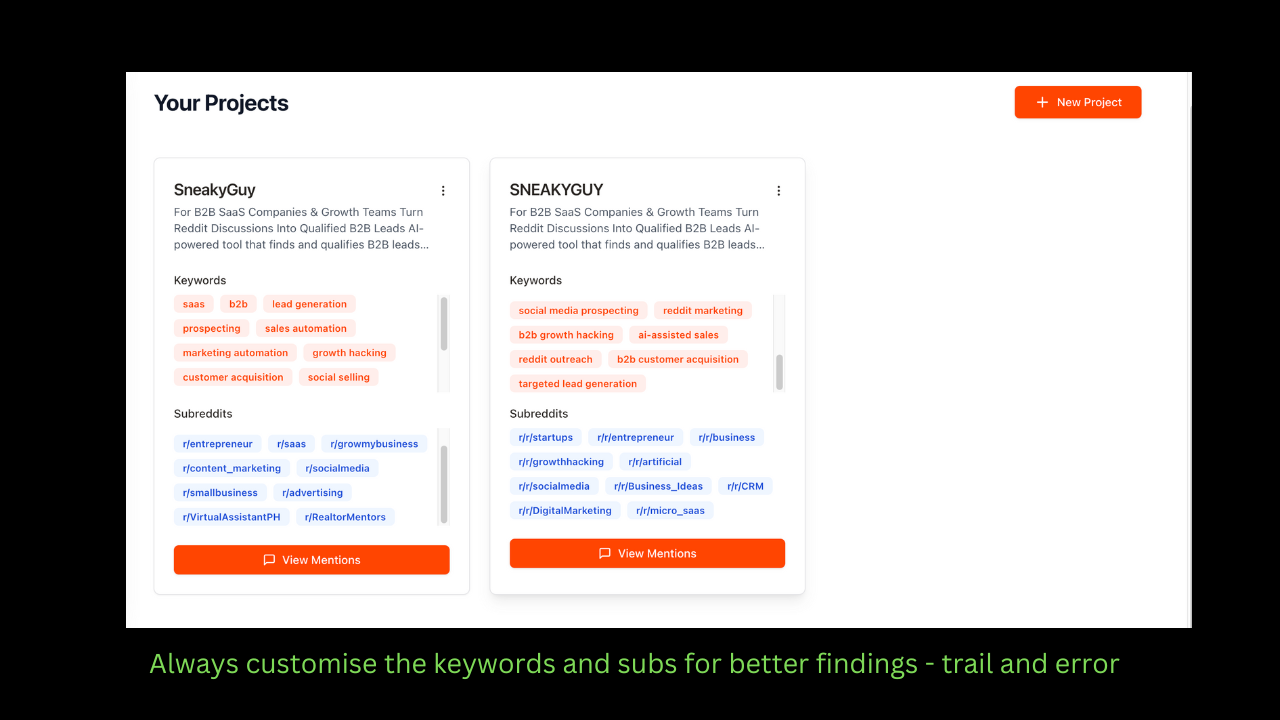 Your Projects
New Project
SneakyGuy
For B2B SaaS Companies & Growth Teams Turn
Reddit Discussions Into Qualified B2B Leads AI-
powered tool that finds and qualifies B2B leads...
Keywords
saas b2b lead generation
prospecting sales automation
marketing automation growth hacking
customer acquisition social selling
Subreddits
r/entrepreneur r/saas r/growmybusiness
r/content_marketing r/socialmedia
r/smallbusiness r/advertising
r/VirtualAssistantPH r/RealtorMentors
View Mentions
SNEAKYGUY
For B2B SaaS Companies & Growth Teams Turn
Reddit Discussions Into Qualified B2B Leads AI-
powered tool that finds and qualifies B2B leads...
Keywords
social media prospecting reddit marketing
b2b growth hacking ai-assisted sales
reddit outreach b2b customer acquisition
targeted lead generation
Subreddits
r/r/startups r/r/entrepreneur r/r/business
r/r/growthhacking r/r/artificial
r/r/socialmedia r/r/Business_Ideas r/r/CRM
r/r/DigitalMarketing r/r/micro_saas
View Mentions
Always customise the keywords and subs for better findings - trail and error